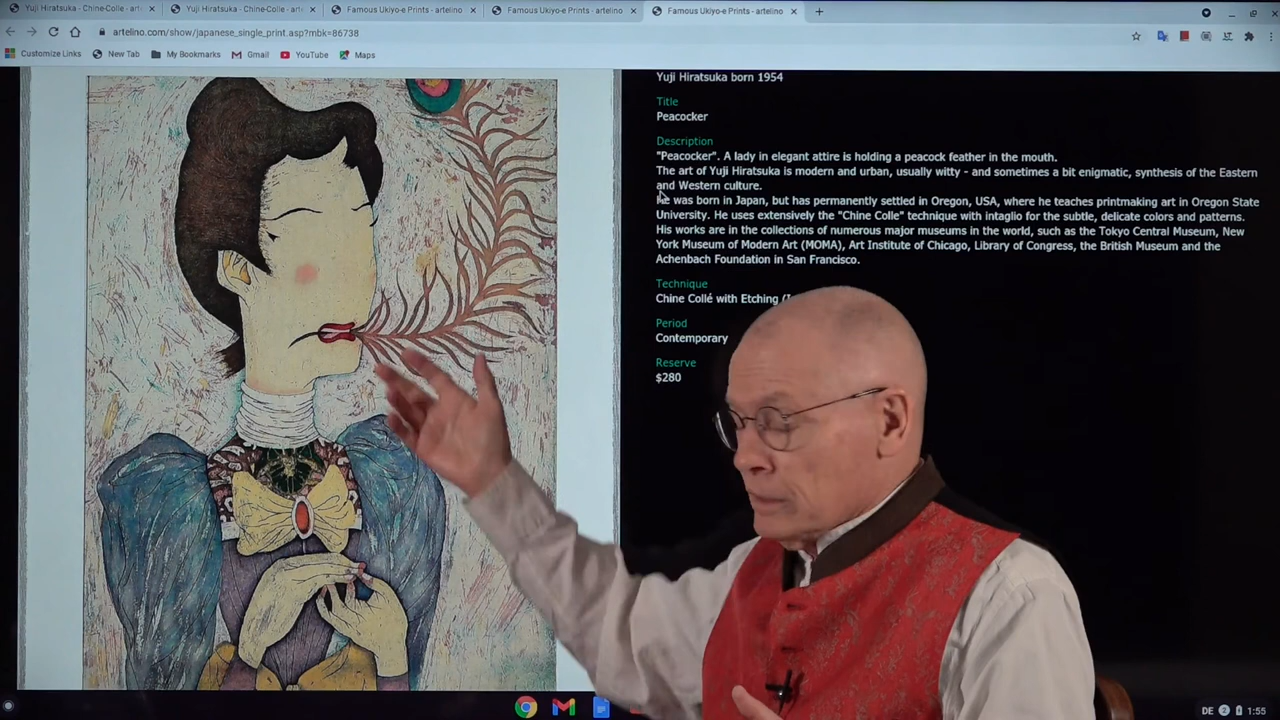 Yuji Hiratsuka - Chine-Colle - art
Yuji Hiratsuka - Chine-Colle - art
Famous Ukiyo-e Prints - artelino
Famous Ukiyo-e Prints - artelino
Famous Ukiyo-e Prints - artelino
artelino.com/show/japanese_single_print.asp?mbk=86738
Customize Links
New Tab
My Bookmarks
Gmail
YouTube
Maps
Yuji Hiratsuka born 1954
Title
Peacocker
Description
"Peacocker". A lady in elegant attire is holding a peacock feather in the mouth.
The art of Yuji Hiratsuka is modern and urban, usually witty - and sometimes a bit enigmatic, synthesis of the Eastern
and Western culture.
He was born in Japan, but has permanently settled in Oregon, USA, where he teaches printmaking art in Oregon State
University. He uses extensively the "Chine Colle" technique with intaglio for the subtle, delicate colors and patterns.
His works are in the collections of numerous major museums in the world, such as the Tokyo Central Museum, New
York Museum of Modern Art (MOMA), Art Institute of Chicago, Library of Congress, the British Museum and the
Achenbach Foundation in San Francisco.
Technique
Chine Collé with Etching
Period
Contemporary
Reserve
$280
DE 2 1:55